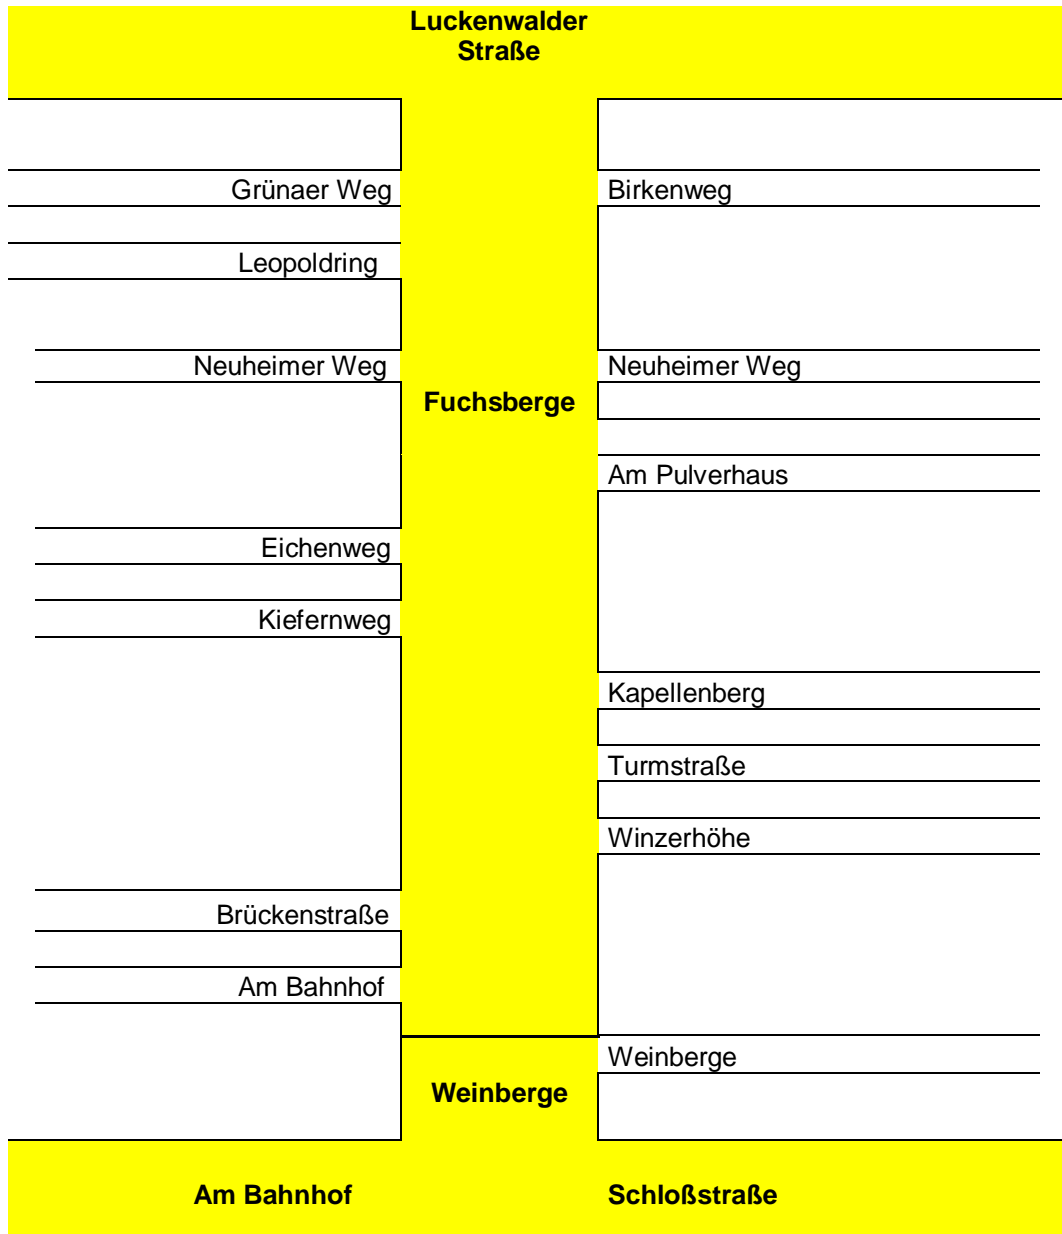 Luckenwalder
Straße
Grünaer Weg
Birkenweg
Leopoldring
Neuheimer Weg
Neuheimer Weg
Fuchsberge
Am Pulverhaus
Eichenweg
Kiefernweg
Kapellenberg
Turmstraße
Winzerhöhe
Brückenstraße
Am Bahnhof
Weinberge
Weinberge
Am Bahnhof
Schloßstraße